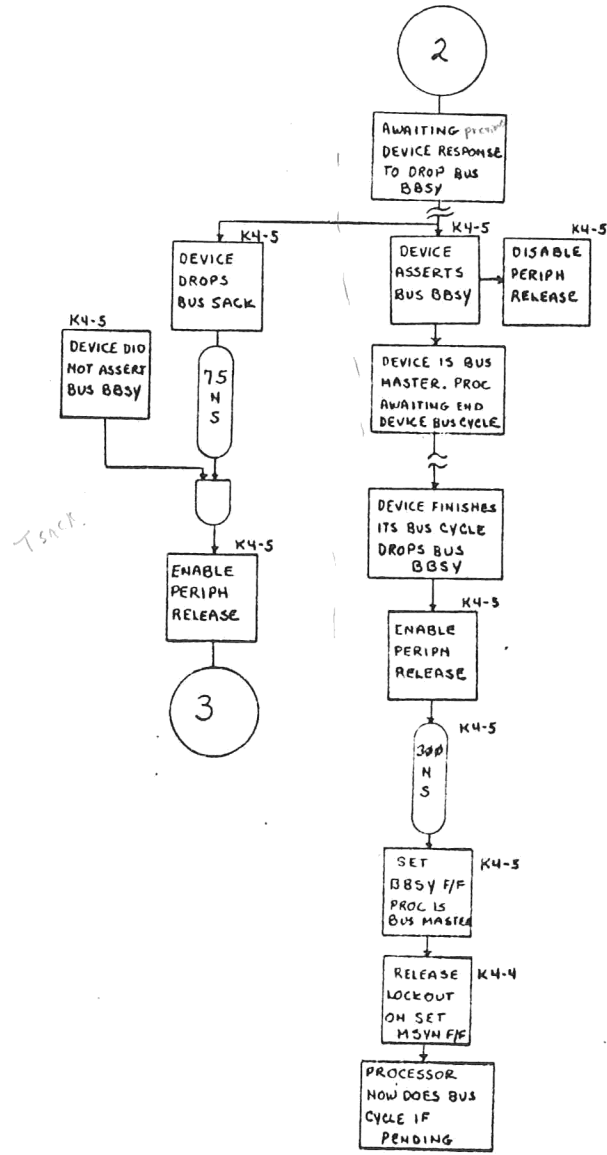 2
AWAITING
DEVICE RESPONSE
TO DROP BUS
BBSY
K4-5
DEVICE
DROPS
BUS SACK
K4-5
DEVICE
ASSERTS
BUS BBSY
K4-5
DISABLE
PERIPH
RELEASE
K4-5
DEVICE DID
NOT ASSERT
BUS BBSY
75
N
S
DEVICE IS BUS
MASTER. PROC
AWAITING END
DEVICE BUS CYCLE
DEVICE FINISHES
ITS BUS CYCLE
DROPS BUS
BBSY
T SACK.
K4-5
ENABLE
PERIPH
RELEASE
K4-5
ENABLE
PERIPH
RELEASE
3
K4-5
300
N
S
SET
BBSY F/F
PROC IS
BUS MASTER
K4-5
RELEASE
LOCKOUT
ON SET
MSYN F/F
K4-4
PROCESSOR
NOW DOES BUS
CYCLE IF
PENDING